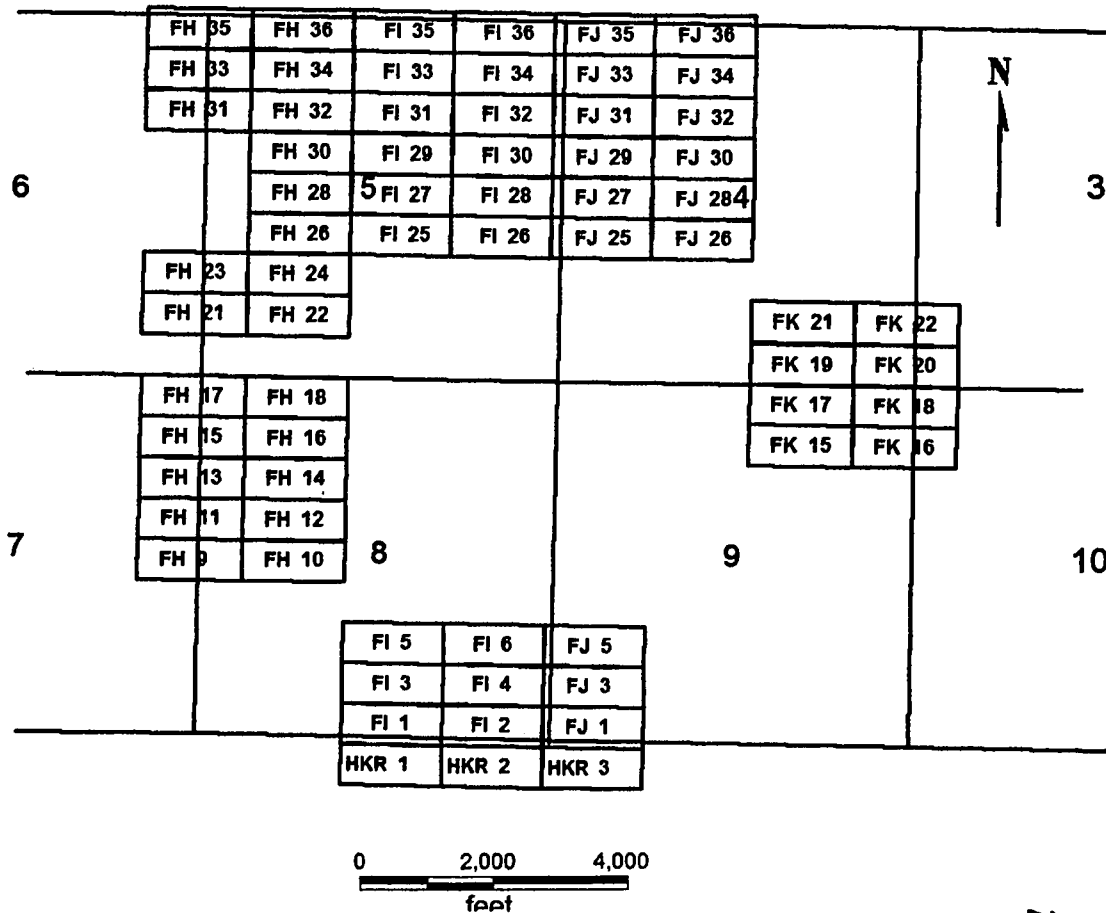 FH 35 FH 36 FI 35 FI 36 FJ 35 FJ 36
FH 33 FH 34 FI 33 FI 34 FJ 33 FJ 34
N
FH 31 FH 32 FI 31 FI 32 FJ 31 FJ 32
FH 30 FI 29 FI 30 FJ 29 FJ 30
6 FH 28 5 FI 27 FI 28 FJ 27 FJ 28 4 3
FH 26 FI 25 FI 26 FJ 25 FJ 26
FH 23 FH 24
FH 21 FH 22 FK 21 FK 22
FK 19 FK 20
FH 17 FH 18 FK 17 FK 18
FH 15 FH 16 FK 15 FK 16
FH 13 FH 14
FH 11 FH 12
7 FH 9 FH 10 8 9 10
FI 5 FI 6 FJ 5
FI 3 FI 4 FJ 3
FI 1 FI 2 FJ 1
HKR 1 HKR 2 HKR 3
0 2,000 4,000
feet